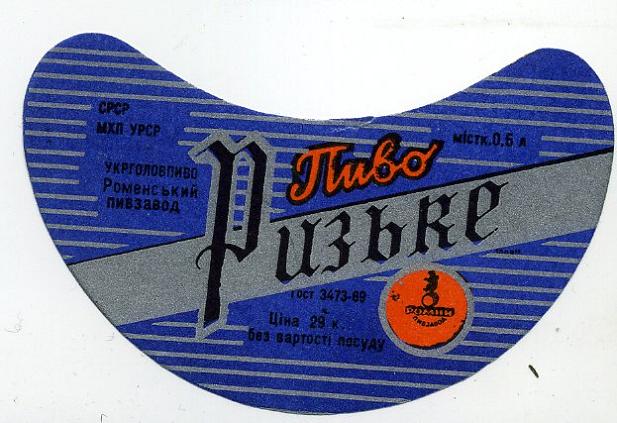 СРСР
МХП УРСР
УКРГОЛОВПИВО
Роменський
пивзавод
Пиво
Ризьке
містк. 0,5 л
ГОСТ 3473-69
Ціна 29 к.
без вартості посуду
РОМНИ
ПИВЗАВОД